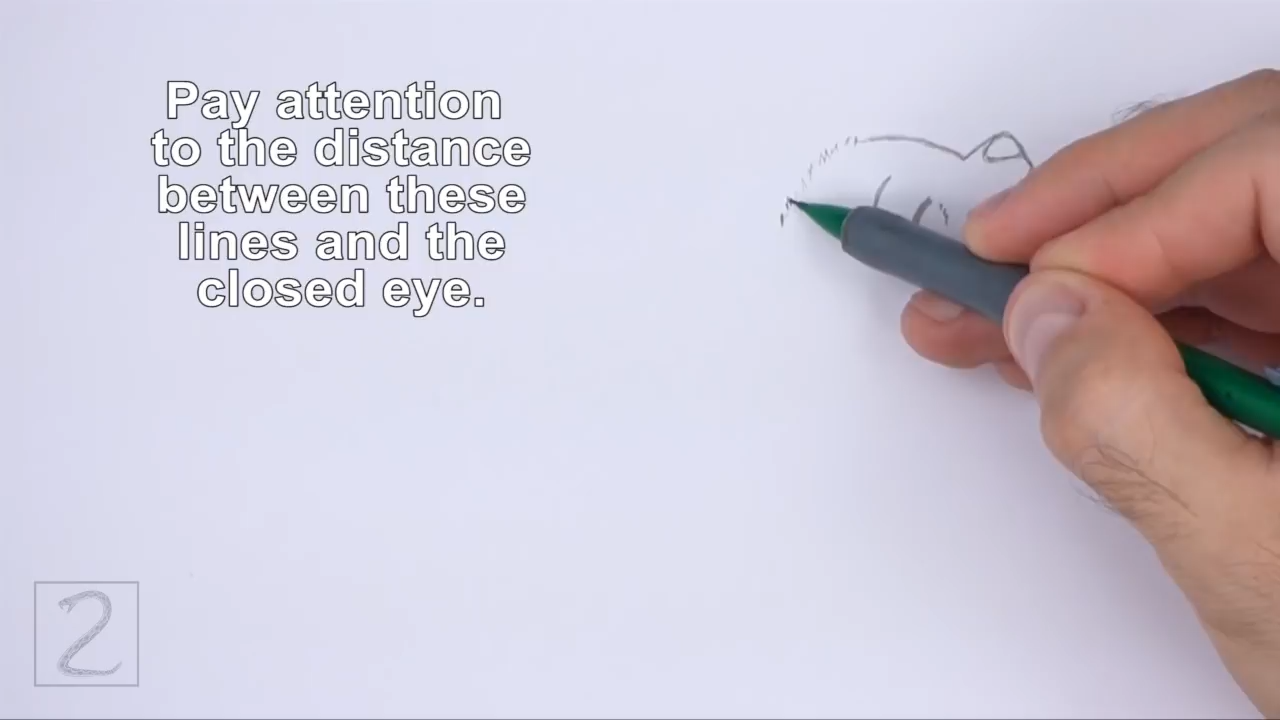 Pay attention
to the distance
between these
lines and the
closed eye.
2